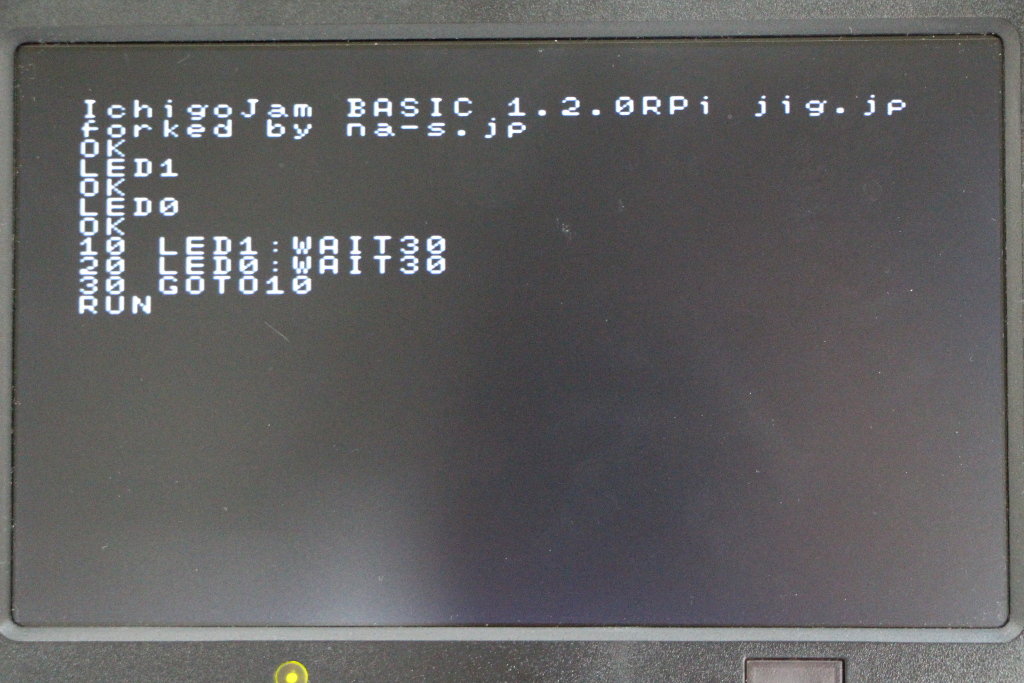 IchigoJam BASIC 1.2.0RPi jig.jp
forked by na-s.jp
OK
LED1
OK
LED0
OK
10 LED1:WAIT30
20 LED0:WAIT30
30 GOTO10
RUN